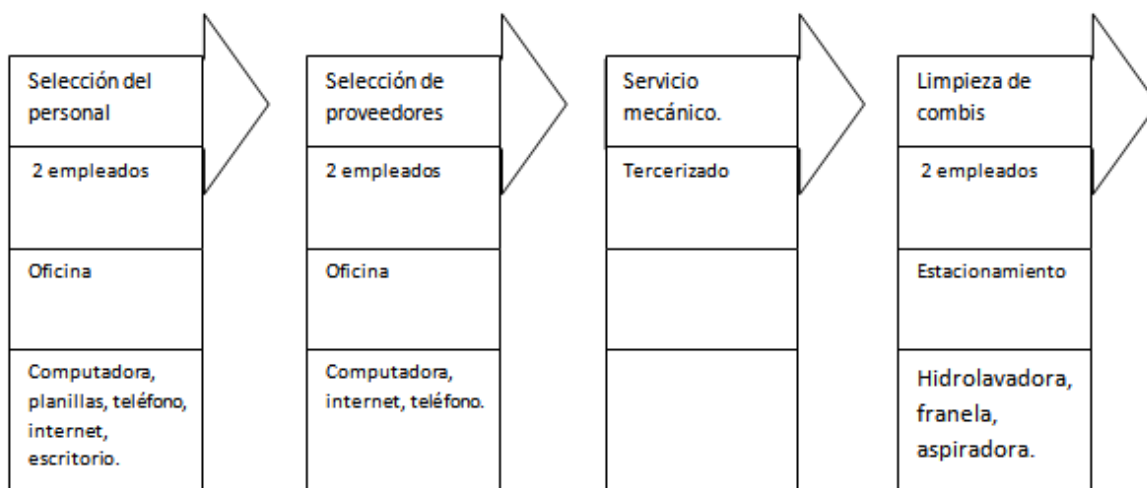 Selección del
personal
2 empleados
Oficina
Computadora,
planillas, teléfono,
internet,
escritorio.
Selección de
proveedores
2 empleados
Oficina
Computadora,
internet, teléfono.
Servicio
mecánico.
Tercerizado
Limpieza de
combis
2 empleados
Estacionamiento
Hidrolavadora,
franela,
aspiradora.